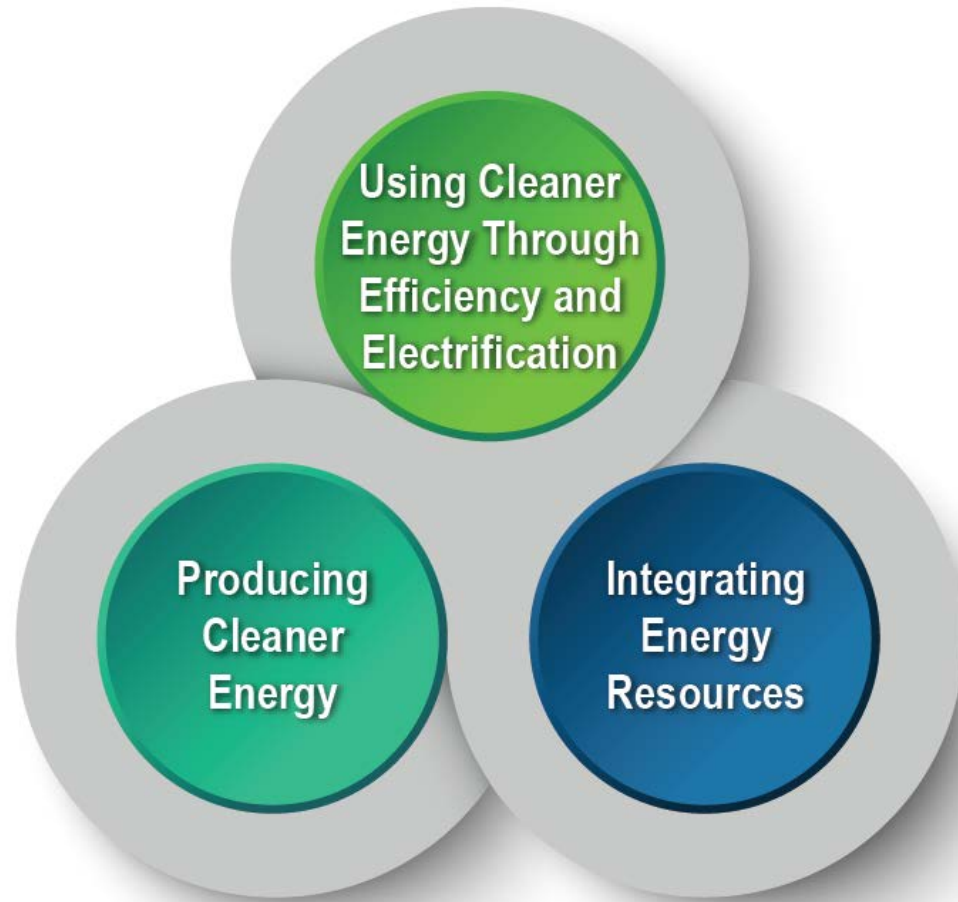 Using Cleaner
Energy Through
Efficiency and
Electrification
Producing
Cleaner
Energy
Integrating
Energy
Resources